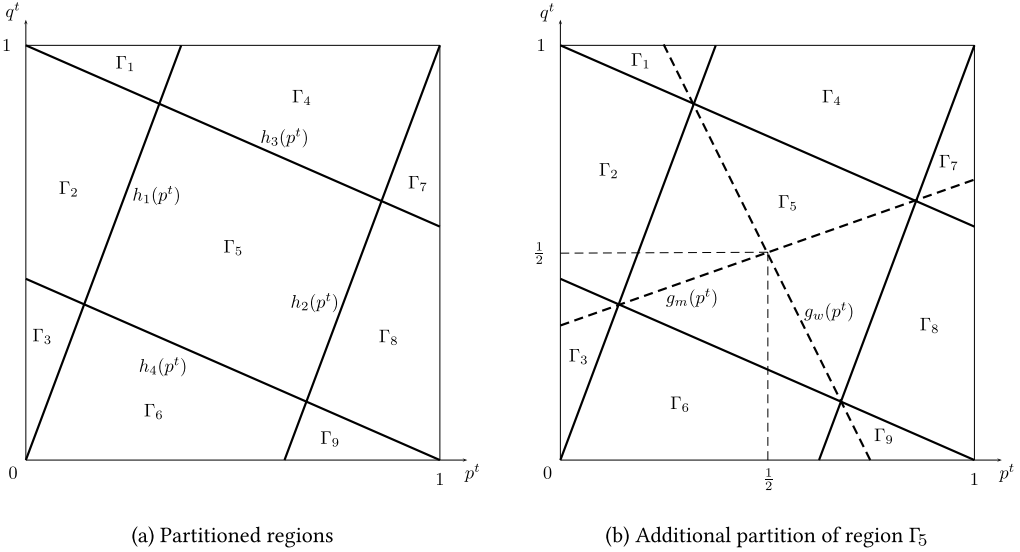 q^t
1
Γ_1
Γ_4
h_3(p^t)
Γ_2
h_1(p^t)
Γ_7
Γ_5
h_2(p^t)
Γ_3
Γ_8
h_4(p^t)
Γ_6
Γ_9
0
p^t
1
(a) Partitioned regions
q^t
1
Γ_1
Γ_4
Γ_7
Γ_2
Γ_5
1/2
g_m(p^t)
g_w(p^t)
Γ_8
Γ_3
Γ_6
Γ_9
0
1/2
1
p^t
(b) Additional partition of region Γ_5